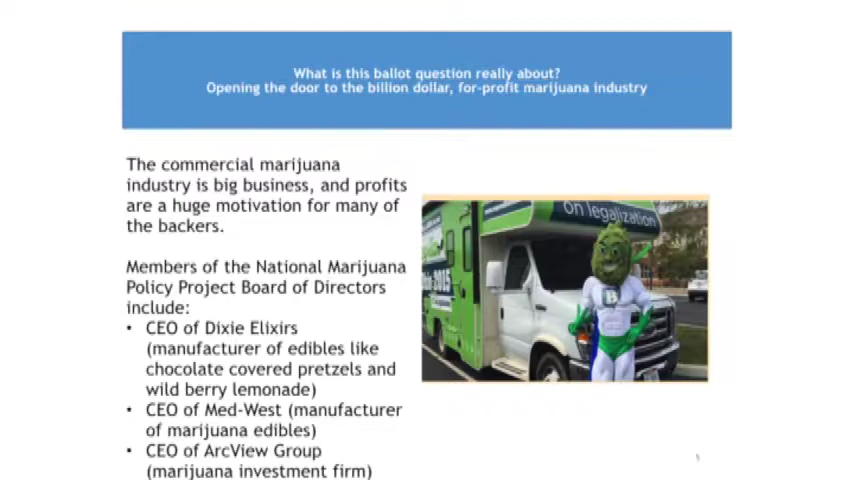 What is this ballot question really about?
Opening the door to the billion dollar, for-profit marijuana industry
The commercial marijuana
industry is big business, and profits
are a huge motivation for many of
the backers.
Members of the National Marijuana
Policy Project Board of Directors
include:
• CEO of Dixie Elixirs
(manufacturer of edibles like
chocolate covered pretzels and
wild berry lemonade)
• CEO of Med-West (manufacturer
of marijuana edibles)
• CEO of ArcView Group
(marijuana investment firm)
on legalization
2015
B